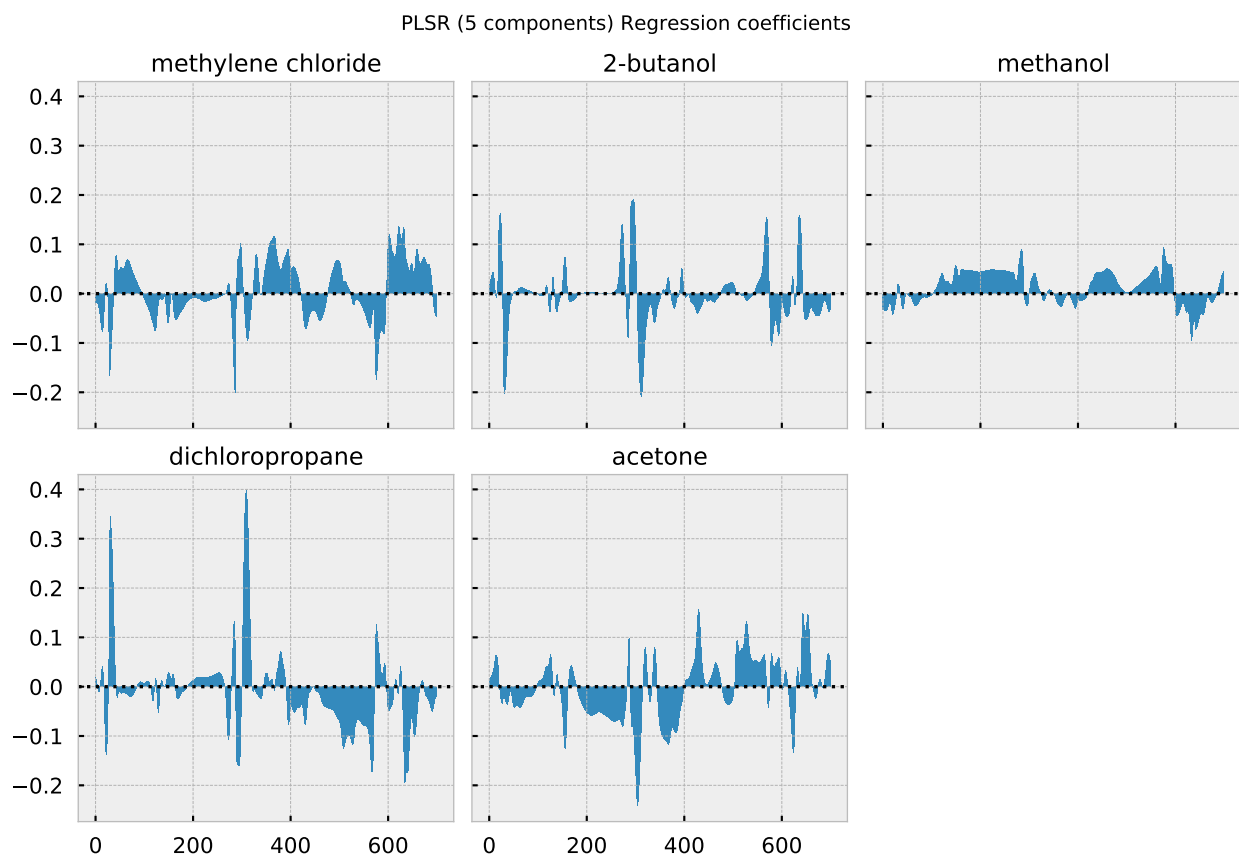 PLSR (5 components) Regression coefficients
methylene chloride
2-butanol
methanol
0.4
0.3
0.2
0.1
0.0
−0.1
−0.2
dichloropropane
acetone
0.4
0.3
0.2
0.1
0.0
−0.1
−0.2
0 200 400 600
0 200 400 600